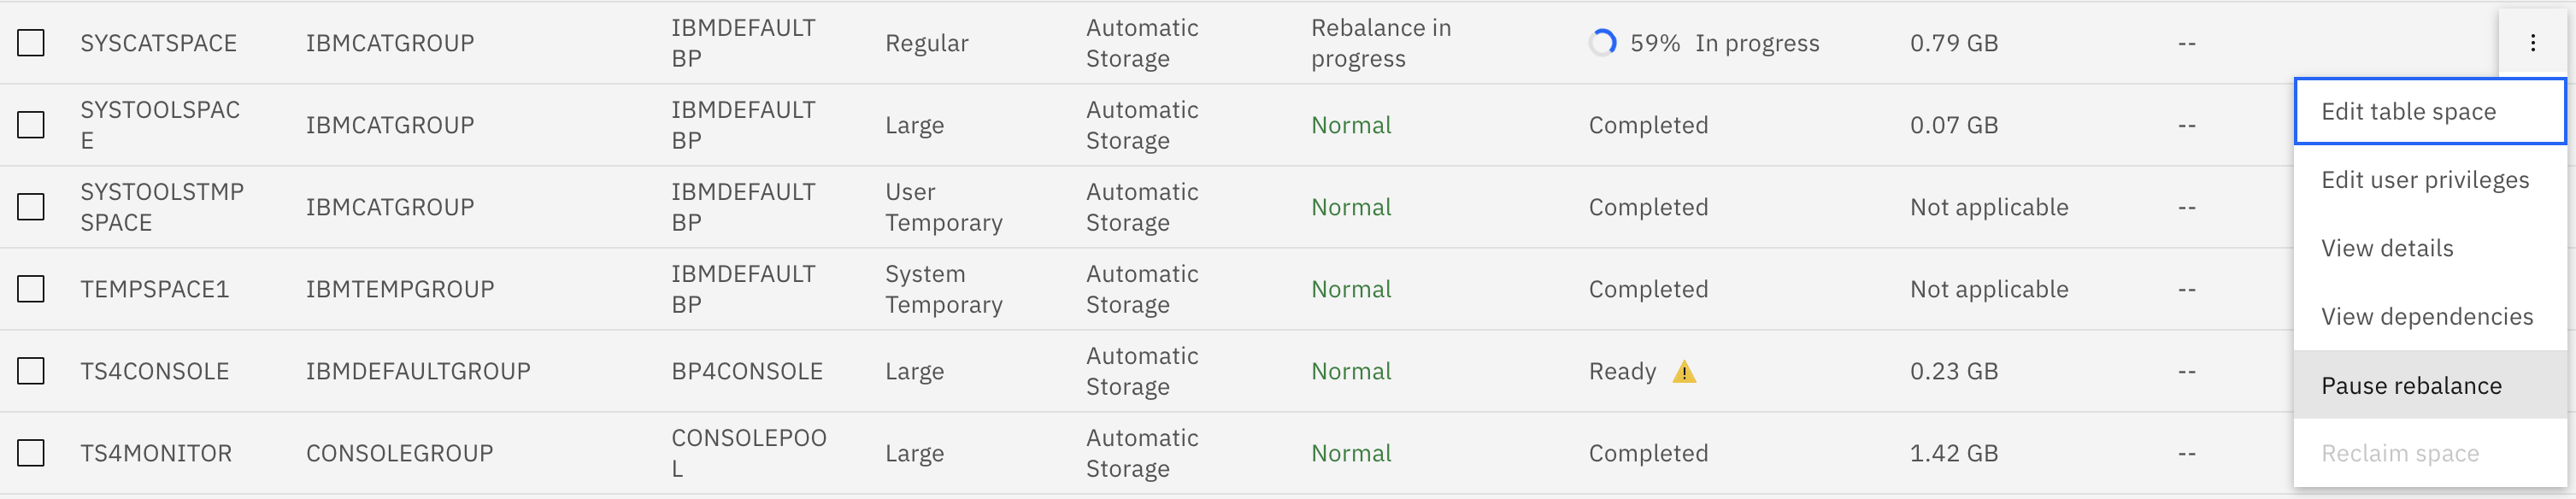 SYSCATSPACE IBMCATGROUP IBMDEFAULT BP Regular Automatic Storage Rebalance in progress 59% In progress 0.79 GB --
SYSTOOLSPAC E IBMCATGROUP IBMDEFAULT BP Large Automatic Storage Normal Completed 0.07 GB --
SYSTOOLSTMP SPACE IBMCATGROUP IBMDEFAULT BP User Temporary Automatic Storage Normal Completed Not applicable --
TEMPSPACE1 IBMTEMPGROUP IBMDEFAULT BP System Temporary Automatic Storage Normal Completed Not applicable --
TS4CONSOLE IBMDEFAULTGROUP BP4CONSOLE Large Automatic Storage Normal Ready 0.23 GB --
TS4MONITOR CONSOLEGROUP CONSOLEPOO L Large Automatic Storage Normal Completed 1.42 GB --
Edit table space
Edit user privileges
View details
View dependencies
Pause rebalance
Reclaim space